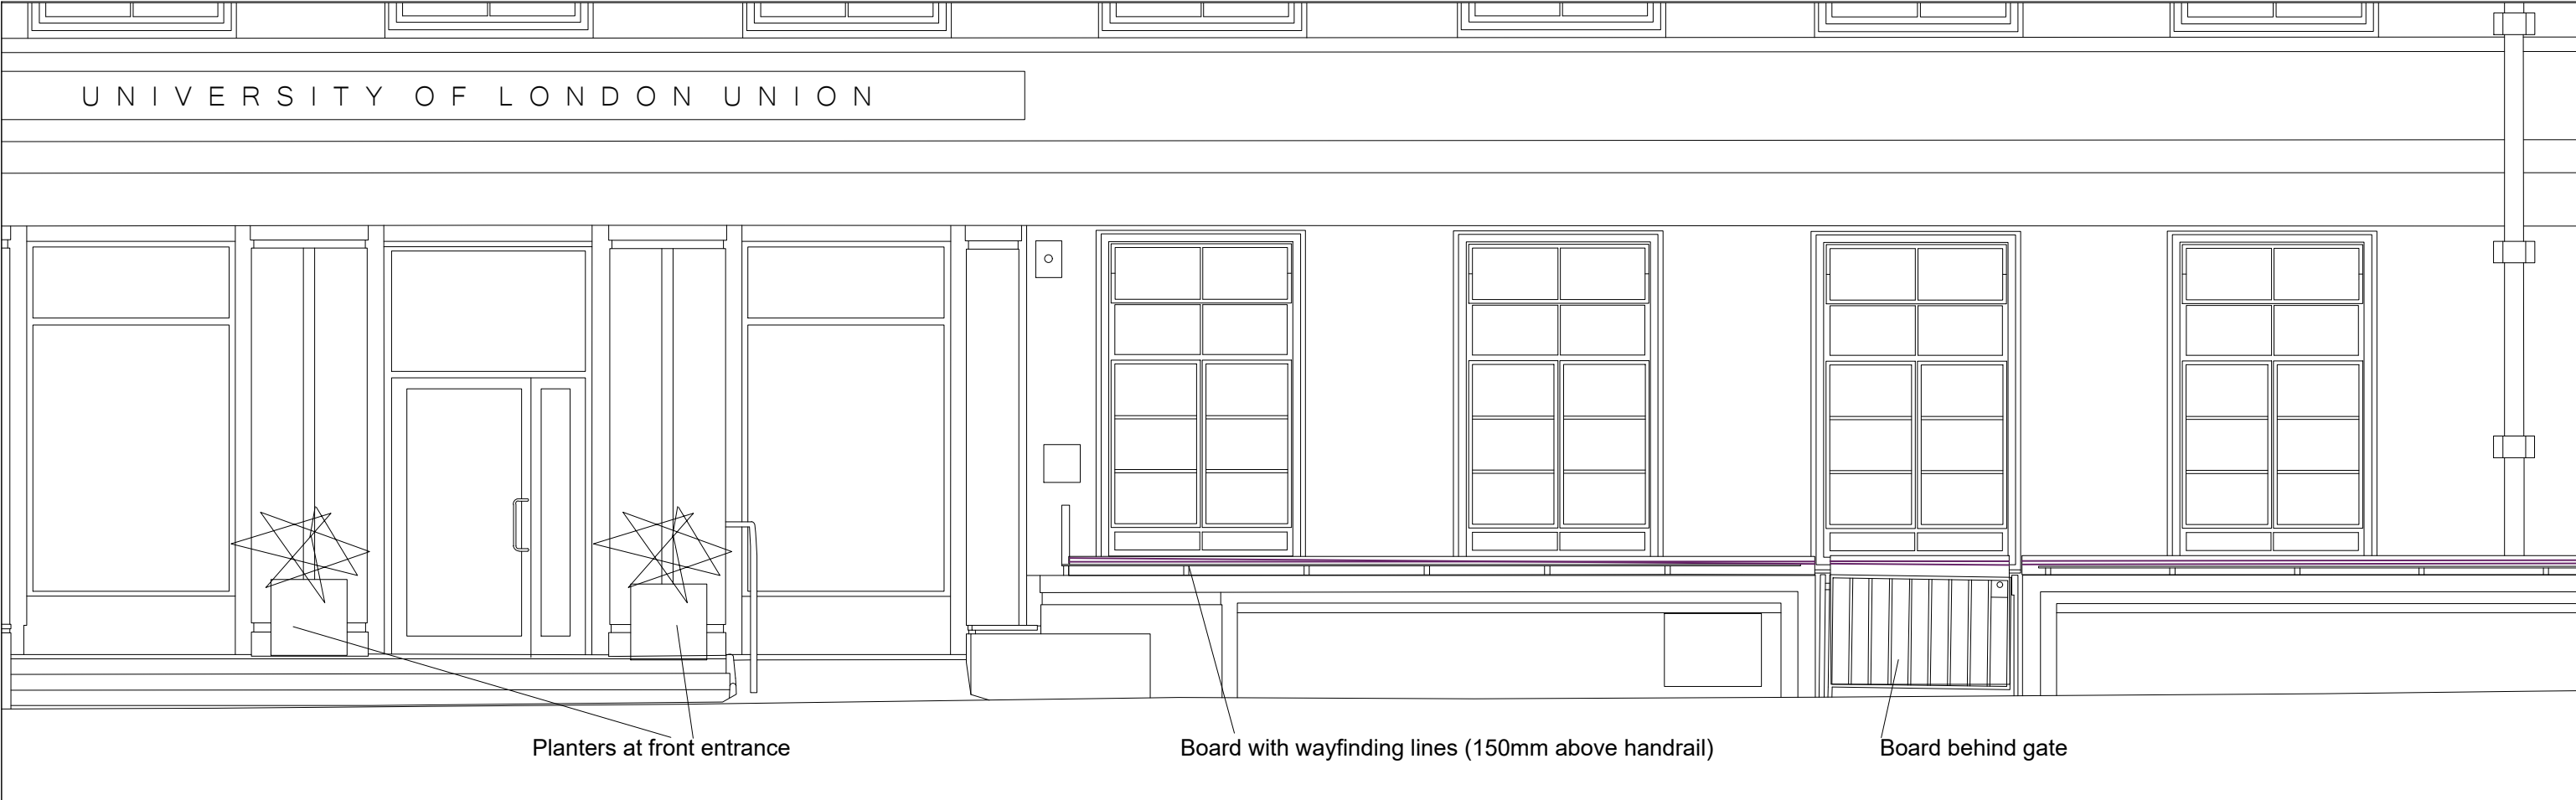 UNIVERSITY OF LONDON UNION
Planters at front entrance
Board with wayfinding lines (150mm above handrail)
Board behind gate